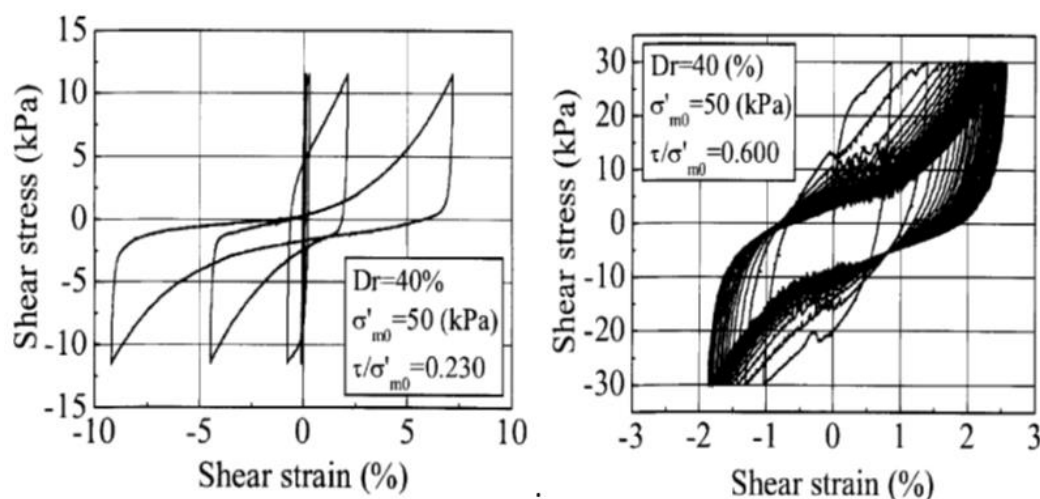 15
10
5
0
-5
-10
-15
-10
-5
0
5
10
Shear stress (kPa)
Shear strain (%)
Dr=40%
σ'm0=50 (kPa)
τ/σ'm0=0.230
30
20
10
0
-10
-20
-30
-3
-2
-1
0
1
2
3
Shear stress (kPa)
Shear strain (%)
Dr=40 (%)
σ'm0=50 (kPa)
τ/σ'm0=0.600